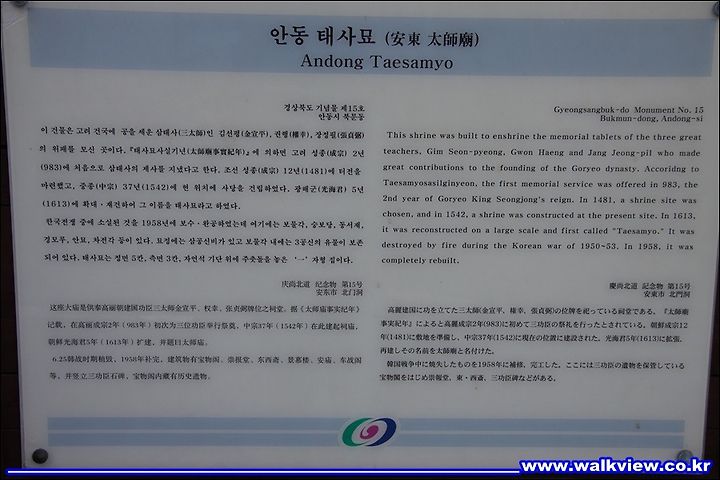 안동 태사묘 (安東 太師廟)
Andong Taesamyo
경상북도 기념물 제15호
안동시 북문동
이 건물은 고려 건국에 공을 세운 삼태사(三太師)인 김선평(金宣平), 권행(權幸), 장정필(張貞弼)
의 위패를 모신 곳이다. 『태사묘사실기년(太師廟事實紀年)』에 의하면 고려 성종(成宗) 2년
(983)에 처음으로 삼태사의 제사를 지냈다고 한다. 조선 성종(成宗) 12년(1481)에 터전을
마련했고, 중종(中宗) 37년(1542)에 현 위치에 사당을 건립하였다. 광해군(光海君) 5년
(1613)에 확대·재건하여 그 이름을 태사묘라고 하였다.
한국전쟁 중에 소실된 것을 1958년에 보수·완공하였는데 여기에는 보물각, 숭보당, 동서재,
경모루, 안묘, 차전각 등이 있다. 묘정에는 삼공신비가 있고 보물각 내에는 3공신의 유물이 보존
되어 있다. 태사묘는 정면 5칸, 측면 3칸, 자연석 기단 위에 주춧돌을 놓은 '一'자형 집이다.
Gyeongsangbuk-do Monument No. 15
Bukmun-dong, Andong-si
This shrine was built to enshrine the memorial tablets of the three great
teachers, Gim Seon-pyeong, Gwon Haeng and Jang Jeong-pil who made
great contributions to the founding of the Goryeo dynasty. Accoridng to
Taesamyosasilginyeon, the first memorial service was offered in 983, the
2nd year of Goryeo King Seongjong's reign. In 1481, a shrine site was
chosen, and in 1542, a shrine was constructed at the present site. In 1613,
it was reconstructed on a large scale and first called "Taesamyo." It was
destroyed by fire during the Korean war of 1950~53. In 1958, it was
completely rebuilt.
庆尚北道 纪念物 第15号
安东市 北门洞
这座大庙是供奉高丽朝建国功臣三太师金宣平、权幸、张贞弼牌位之祠堂。据《太师庙事实纪年》
记载，在高丽成宗2年（983年）初次为三位功臣举行祭奠，中宗37年（1542年）在此建起祠庙，
朝鲜光海君5年（1613年）扩建，并题曰太师庙。
6.25韩战时期植毁，1958年补完，建筑物有宝物阁、崇报堂、东西斋、景慕楼、安庙、车战阁
等，并竖立三功臣石碑，宝物阁内藏有历史遗物。
慶尚北道 記念物 第15号
安東市 北門洞
高麗建国に功を立てた三太師(金宣平、権幸、張貞弼)の位牌を祀っている祠堂である。『太師廟
事実紀年』によると高麗成宗2年(983)に初めて三功臣の祭礼を行ったとされている。朝鮮成宗12
年(1481)に敷地を準備し、中宗37年(1542)に現在の位置に建設された。光海君5年(1613)に拡張、
再建しその名前を太師廟と名付けた。
韓国戦争中に焼失したものを1958年に補修、完工した。ここには三功臣の遺物を保管している
宝物閣をはじめ崇報堂、東・西斎、三功臣碑などがある。
www.walkview.co.kr